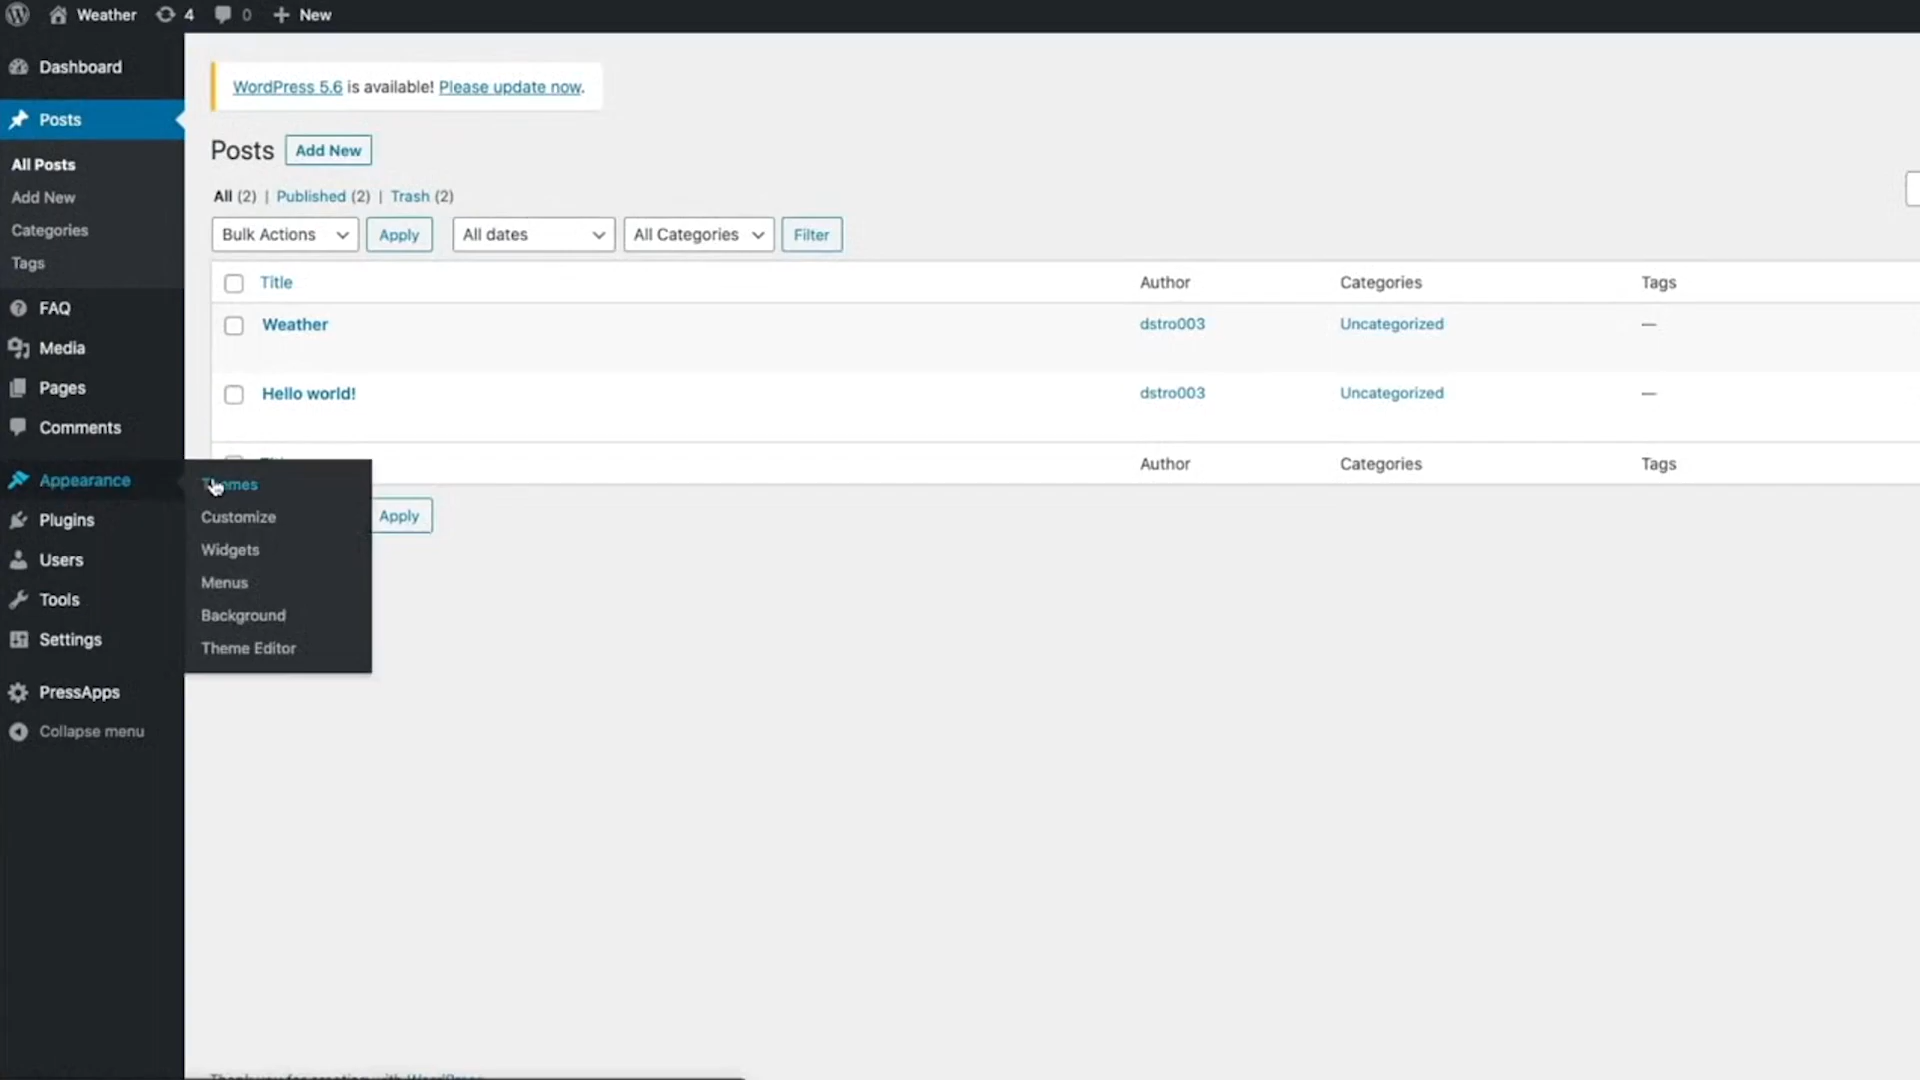 Weather 4 0 New
Dashboard
Posts
All Posts
Add New
Categories
Tags
FAQ
Media
Pages
Comments
Appearance
Plugins
Users
Tools
Settings
PressApps
Collapse menu
Themes
Customize
Widgets
Menus
Background
Theme Editor
WordPress 5.6 is available! Please update now.
Posts Add New
All (2) | Published (2) | Trash (2)
Bulk Actions Apply All dates All Categories Filter
Title Author Categories Tags
Weather dstro003 Uncategorized —
Hello world! dstro003 Uncategorized —
Author Categories Tags
Apply